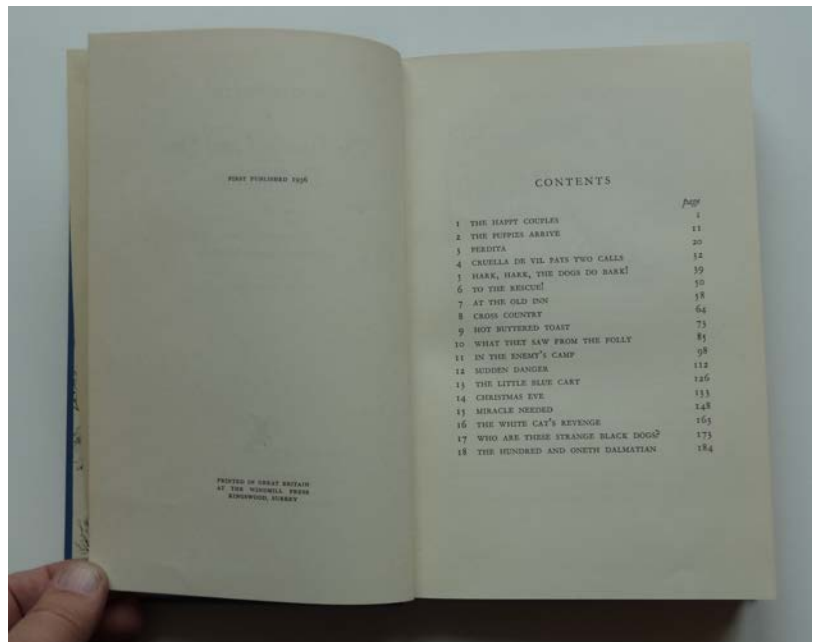 FIRST PUBLISHED 1956
PRINTED IN GREAT BRITAIN
AT THE WINDMILL PRESS
KINGSWOOD, SURREY
CONTENTS
page
1 THE HAPPY COUPLES 1
2 THE PUPPIES ARRIVE 11
3 PERDITA 20
4 CRUELLA DE VIL PAYS TWO CALLS 32
5 HARK, HARK, THE DOGS DO BARK! 39
6 TO THE RESCUE! 50
7 AT THE OLD INN 58
8 CROSS COUNTRY 64
9 HOT BUTTERED TOAST 73
10 WHAT THEY SAW FROM THE FOLLY 85
11 IN THE ENEMY'S CAMP 98
12 SUDDEN DANGER 112
13 THE LITTLE BLUE CART 126
14 CHRISTMAS EVE 133
15 MIRACLE NEEDED 148
16 THE WHITE CAT'S REVENGE 165
17 WHO ARE THESE STRANGE BLACK DOGS? 173
18 THE HUNDRED AND ONETH DALMATIAN 184